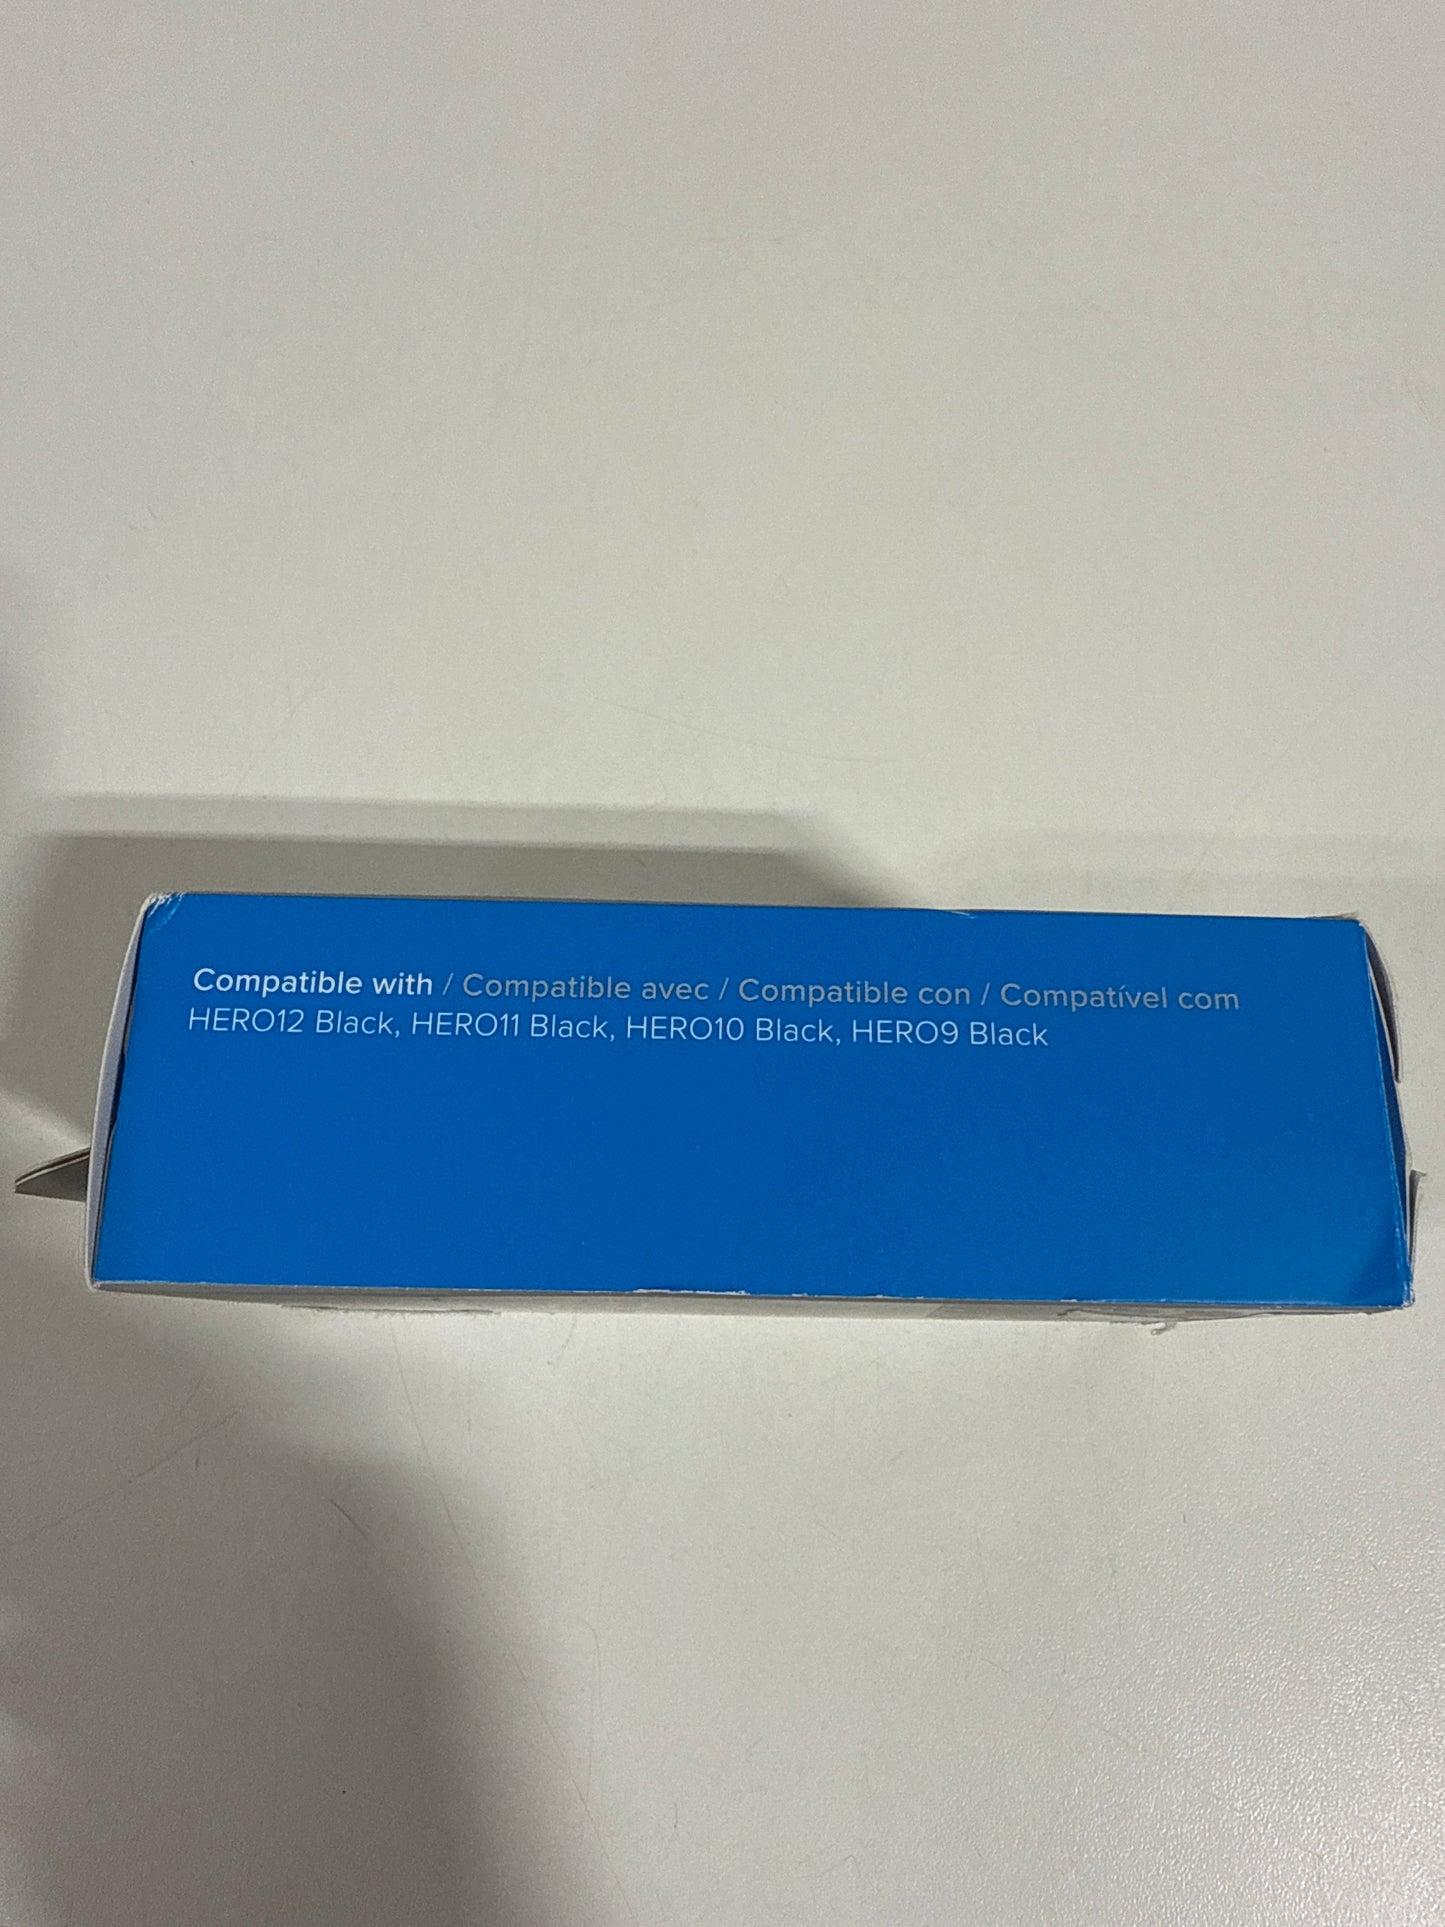 Compatible with / Compatible avec / Compatible con / Compatível com
HERO12 Black, HERO11 Black, HERO10 Black, HERO9 Black